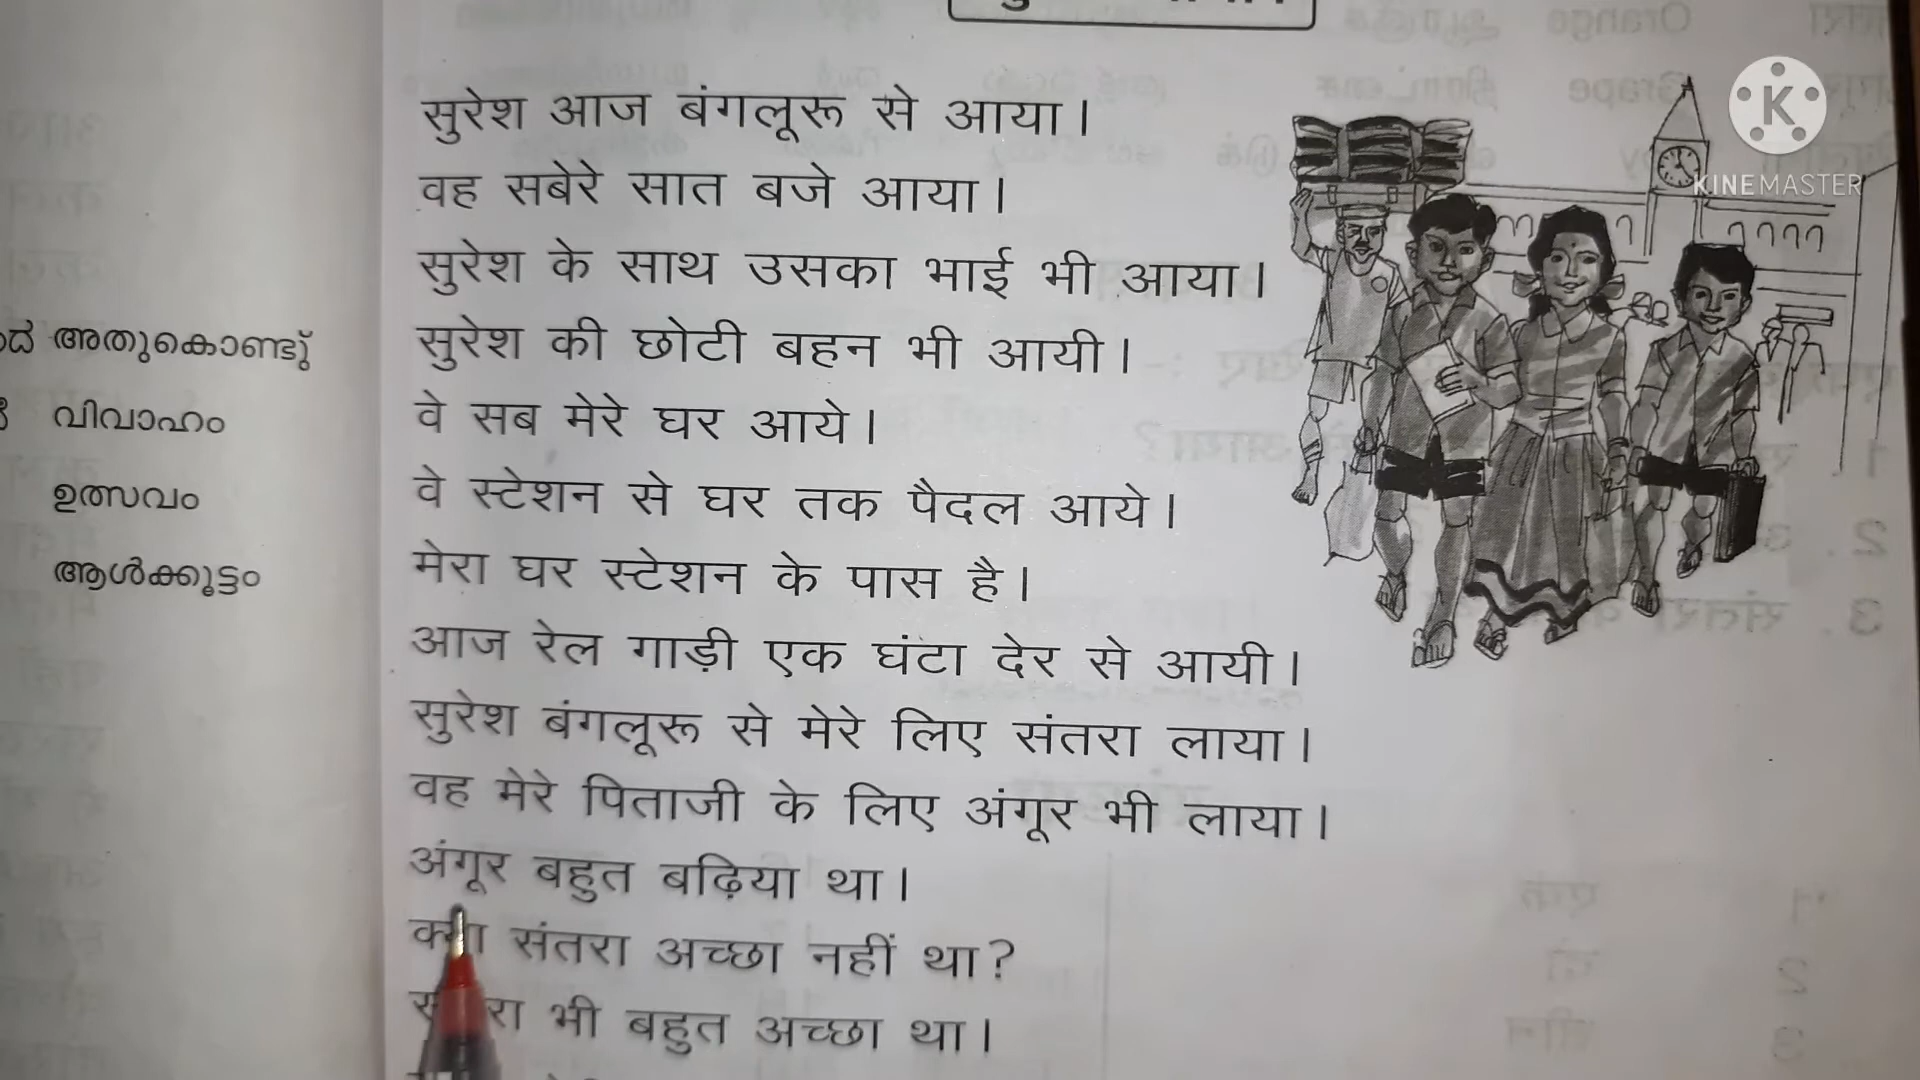 सुरेश आज बंगलूरू से आया।
वह सबेरे सात बजे आया।
सुरेश के साथ उसका भाई भी आया।
सुरेश की छोटी बहन भी आयी।
वे सब मेरे घर आये।
वे स्टेशन से घर तक पैदल आये।
मेरा घर स्टेशन के पास है।
आज रेल गाड़ी एक घंटा देर से आयी।
सुरेश बंगलूरू से मेरे लिए संतरा लाया।
वह मेरे पिताजी के लिए अंगूर भी लाया।
अंगूर बहुत बढ़िया था।
क्या संतरा अच्छा नहीं था?
भी बहुत अच्छा था।
അതുകൊണ്ടു്
വിവാഹം
ഉത്സവം
ആൾക്കൂട്ടം
K
KINEMASTER